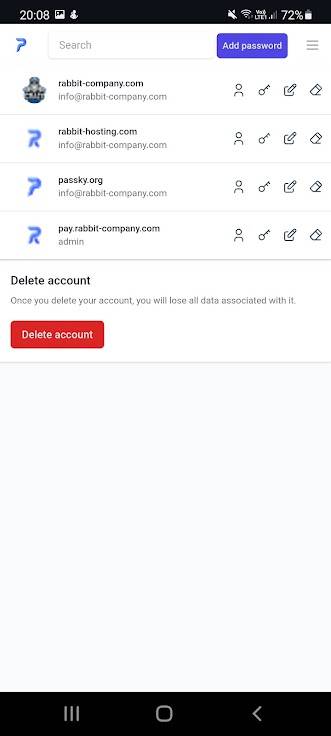 20:08
72%
Search
Add password
rabbit-company.com
info@rabbit-company.com
rabbit-hosting.com
info@rabbit-company.com
passky.org
info@rabbit-company.com
pay.rabbit-company.com
admin
Delete account
Once you delete your account, you will lose all data associated with it.
Delete account